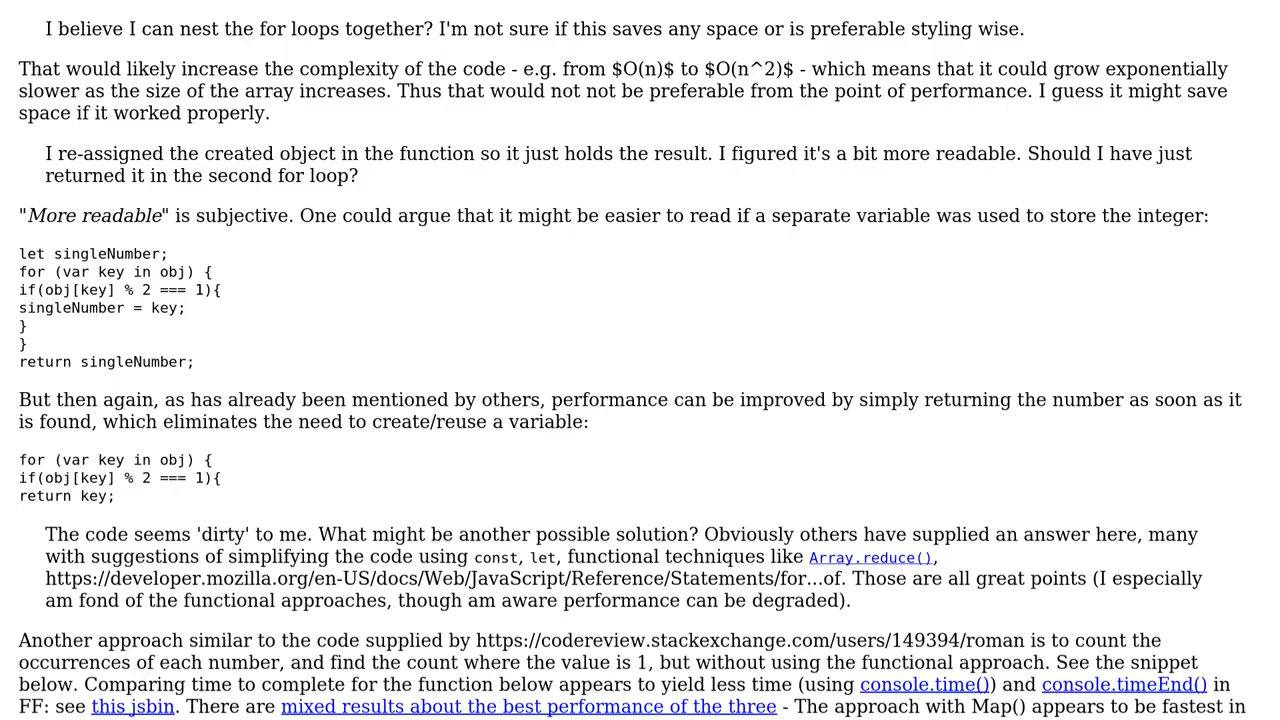 I believe I can nest the for loops together? I'm not sure if this saves any space or is preferable styling wise.
That would likely increase the complexity of the code - e.g. from $O(n)$ to $O(n^2)$ - which means that it could grow exponentially
slower as the size of the array increases. Thus that would not not be preferable from the point of performance. I guess it might save
space if it worked properly.
I re-assigned the created object in the function so it just holds the result. I figured it's a bit more readable. Should I have just
returned it in the second for loop?
"More readable" is subjective. One could argue that it might be easier to read if a separate variable was used to store the integer:
let singleNumber;
for (var key in obj) {
if(obj[key] % 2 === 1){
singleNumber = key;
}
}
return singleNumber;
But then again, as has already been mentioned by others, performance can be improved by simply returning the number as soon as it
is found, which eliminates the need to create/reuse a variable:
for (var key in obj) {
if(obj[key] % 2 === 1){
return key;
The code seems 'dirty' to me. What might be another possible solution? Obviously others have supplied an answer here, many
with suggestions of simplifying the code using const, let, functional techniques like Array.reduce(),
https://developer.mozilla.org/en-US/docs/Web/JavaScript/Reference/Statements/for...of. Those are all great points (I especially
am fond of the functional approaches, though am aware performance can be degraded).
Another approach similar to the code supplied by https://codereview.stackexchange.com/users/149394/roman is to count the
occurrences of each number, and find the count where the value is 1, but without using the functional approach. See the snippet
below. Comparing time to complete for the function below appears to yield less time (using console.time()) and console.timeEnd() in
FF: see this jsbin. There are mixed results about the best performance of the three - The approach with Map() appears to be fastest in